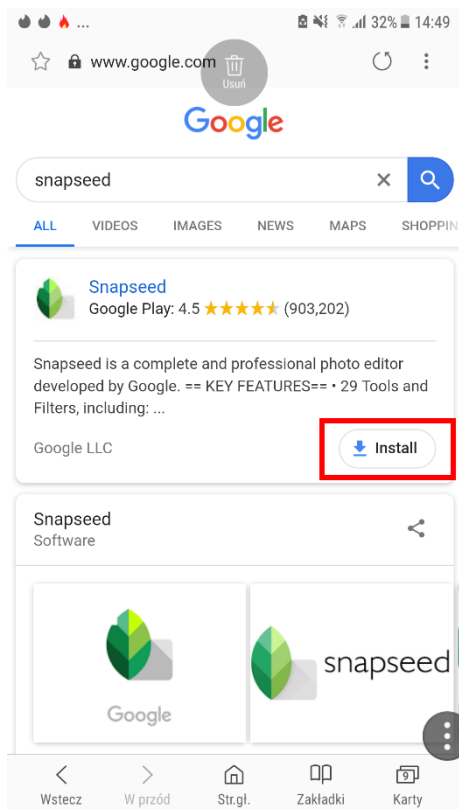 ... 32% 14:49
www.google.com
Usuń
Google
snapseed
ALL VIDEOS IMAGES NEWS MAPS SHOPPIN
Snapseed
Google Play: 4.5 ★★★★★ (903,202)
Snapseed is a complete and professional photo editor
developed by Google. == KEY FEATURES== • 29 Tools and
Filters, including: ...
Google LLC Install
Snapseed
Software
Google
snapseed
9
Wstecz W przód Str.gł. Zakładki Karty